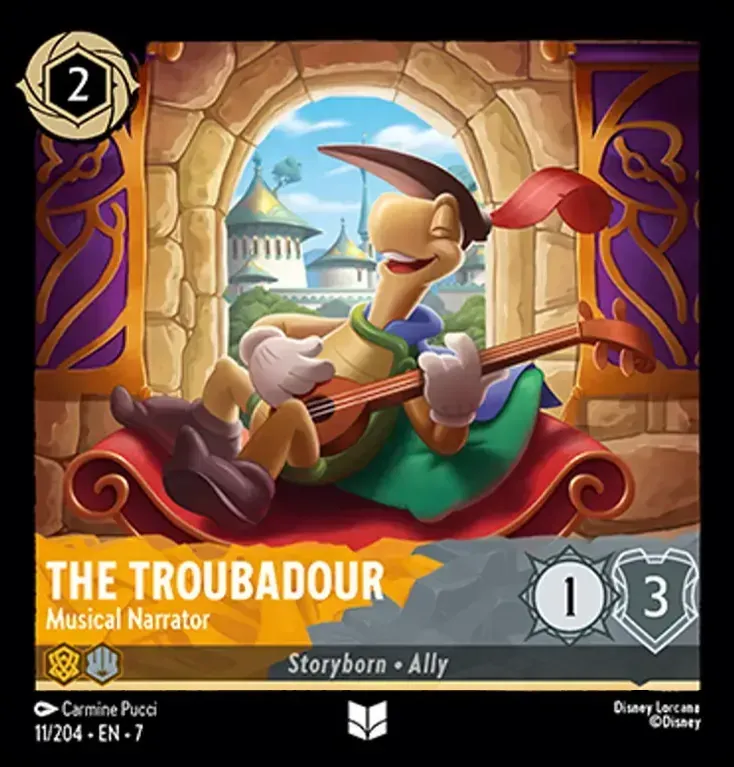 2
THE TROUBADOUR
Musical Narrator
1
3
Storyborn • Ally
Carmine Pucci
11/204 • EN • 7
Disney Lorcana
©Disney